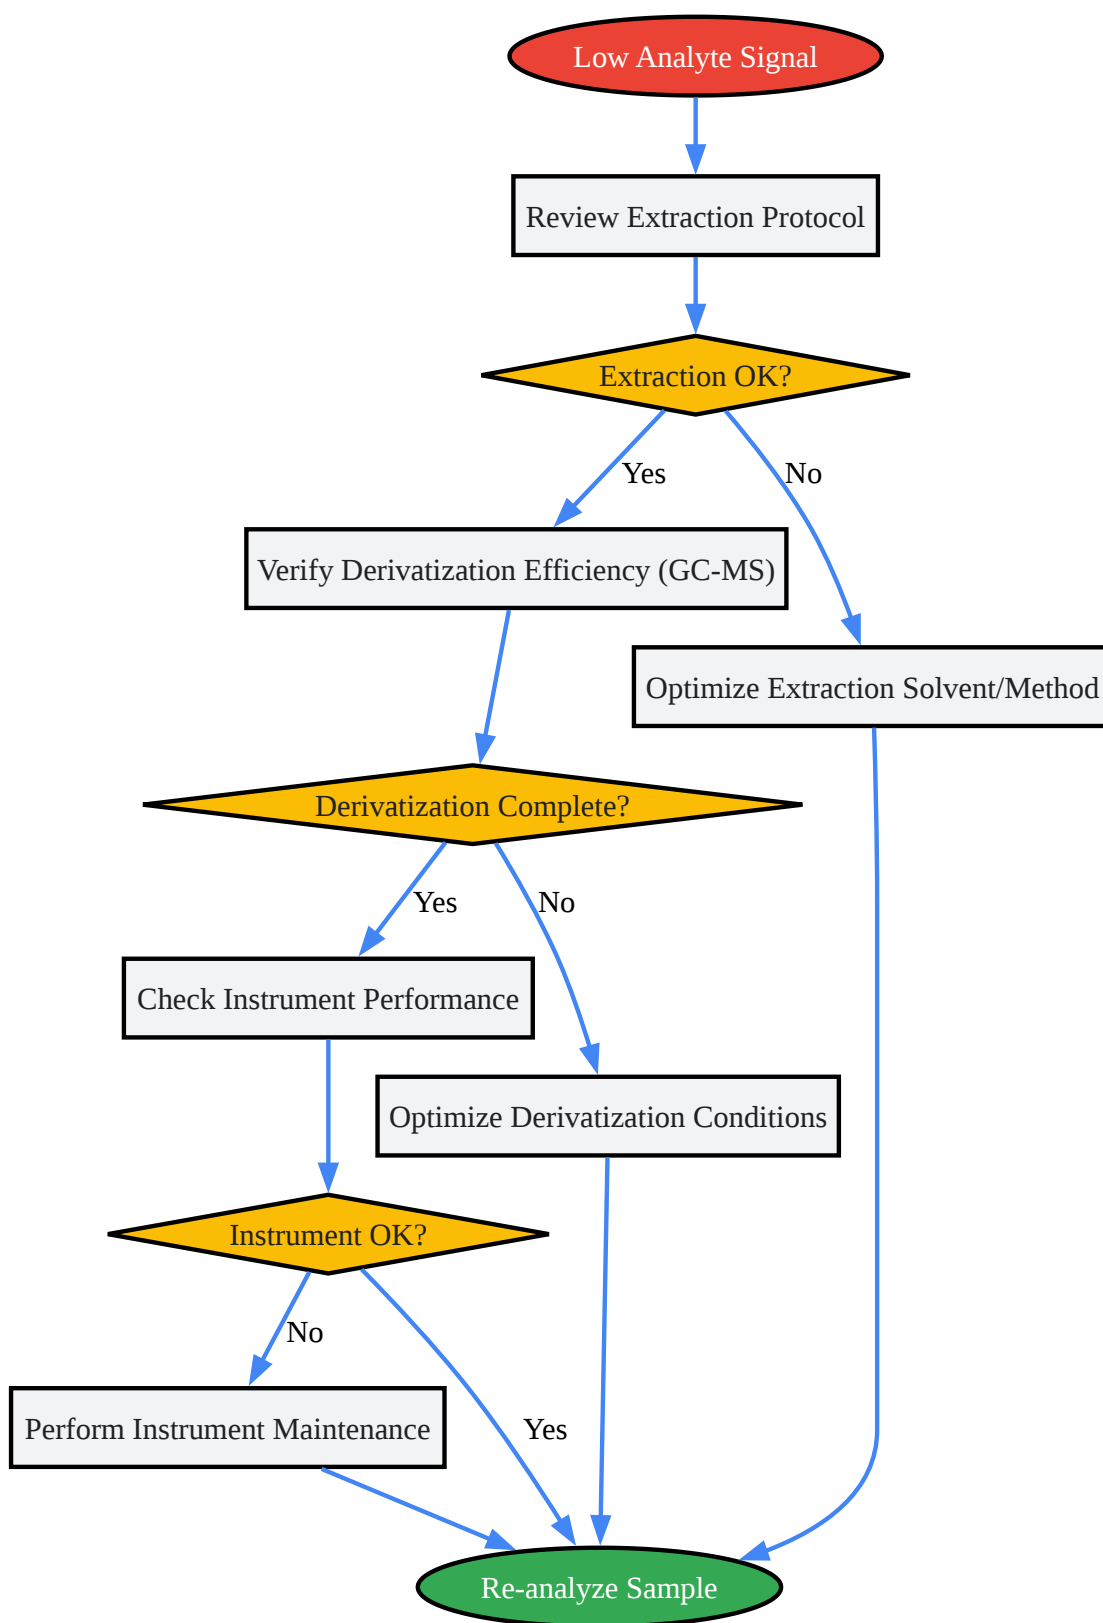 Low Analyte Signal
Review Extraction Protocol
Extraction OK?
Yes
No
Verify Derivatization Efficiency (GC-MS)
Optimize Extraction Solvent/Method
Derivatization Complete?
Yes
No
Check Instrument Performance
Optimize Derivatization Conditions
Instrument OK?
No
Perform Instrument Maintenance
Yes
Re-analyze Sample